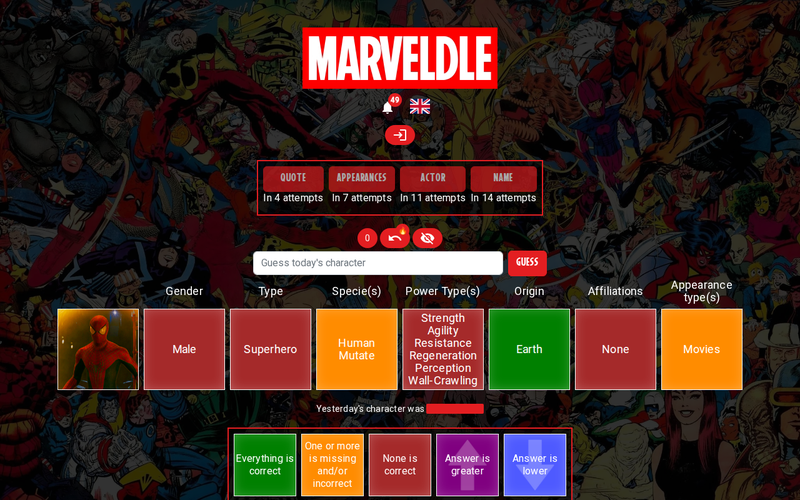 MARVELDLE
49
QUOTE APPEARANCES ACTOR NAME
In 4 attempts In 7 attempts In 11 attempts In 14 attempts
0
Guess today's character GUESS
Gender Type Specie(s) Power Type(s) Origin Affiliations Appearance type(s)
Male
Superhero
Human
Mutate
Strength
Agility
Resistance
Regeneration
Perception
Wall-Crawling
Earth
None
Movies
Yesterday's character was
Everything is
correct
One or more
is missing
and/or
incorrect
None is
correct
Answer is
greater
Answer is
lower